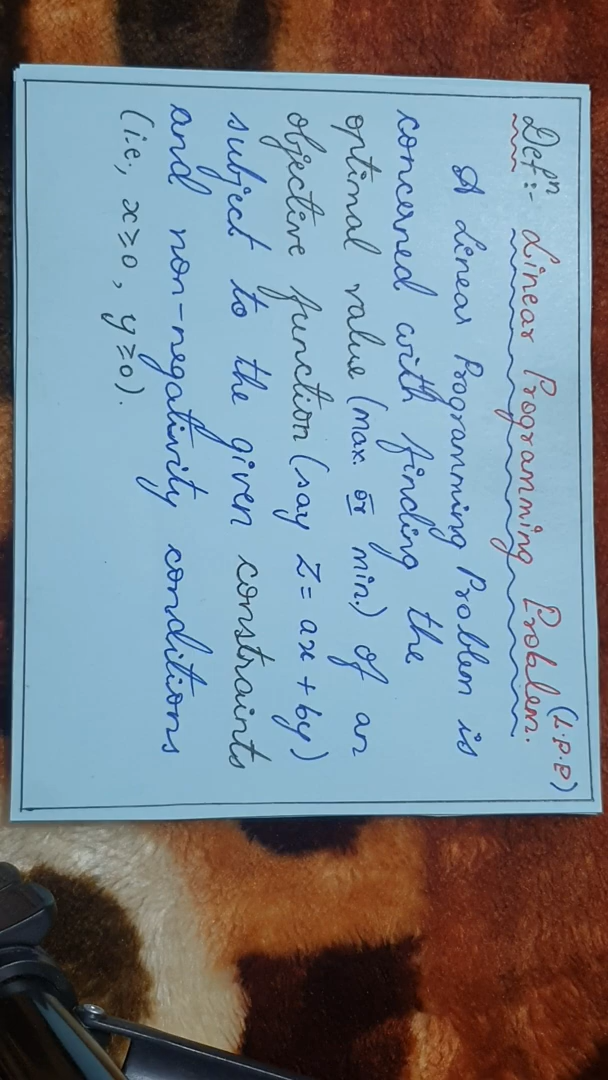 Defⁿ:- Linear Programming Problem. (L.P.P)
A Linear Programming Problem is
concerned with finding the
optimal value (max. or min.) of an
objective function (say Z = ax + by)
subject to the given constraints
and non-negativity conditions
(i.e., x ≥ 0, y ≥ 0).